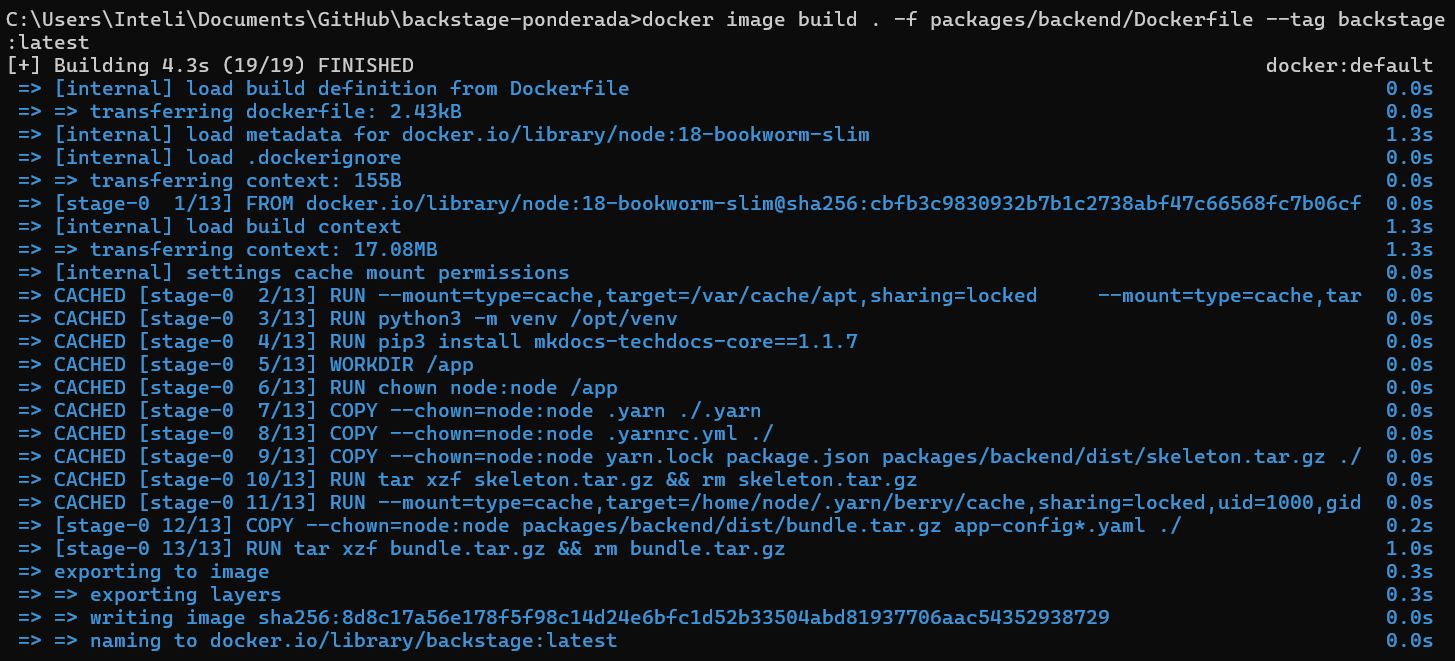 C:\Users\Inteli\Documents\GitHub\backstage-ponderada>docker image build . -f packages/backend/Dockerfile --tag backstage
:latest
[+] Building 4.3s (19/19) FINISHED docker:default
=> [internal] load build definition from Dockerfile 0.0s
=> => transferring dockerfile: 2.43kB 0.0s
=> [internal] load metadata for docker.io/library/node:18-bookworm-slim 1.3s
=> [internal] load .dockerignore 0.0s
=> => transferring context: 155B 0.0s
=> [stage-0  1/13] FROM docker.io/library/node:18-bookworm-slim@sha256:cbfb3c9830932b7b1c2738abf47c66568fc7b06cf 0.0s
=> [internal] load build context 1.3s
=> => transferring context: 17.08MB 1.3s
=> [internal] settings cache mount permissions 0.0s
=> CACHED [stage-0  2/13] RUN --mount=type=cache,target=/var/cache/apt,sharing=locked     --mount=type=cache,tar 0.0s
=> CACHED [stage-0  3/13] RUN python3 -m venv /opt/venv 0.0s
=> CACHED [stage-0  4/13] RUN pip3 install mkdocs-techdocs-core==1.1.7 0.0s
=> CACHED [stage-0  5/13] WORKDIR /app 0.0s
=> CACHED [stage-0  6/13] RUN chown node:node /app 0.0s
=> CACHED [stage-0  7/13] COPY --chown=node:node .yarn ./.yarn 0.0s
=> CACHED [stage-0  8/13] COPY --chown=node:node .yarnrc.yml ./ 0.0s
=> CACHED [stage-0  9/13] COPY --chown=node:node yarn.lock package.json packages/backend/dist/skeleton.tar.gz ./ 0.0s
=> CACHED [stage-0 10/13] RUN tar xzf skeleton.tar.gz && rm skeleton.tar.gz 0.0s
=> CACHED [stage-0 11/13] RUN --mount=type=cache,target=/home/node/.yarn/berry/cache,sharing=locked,uid=1000,gid 0.0s
=> [stage-0 12/13] COPY --chown=node:node packages/backend/dist/bundle.tar.gz app-config*.yaml ./ 0.2s
=> [stage-0 13/13] RUN tar xzf bundle.tar.gz && rm bundle.tar.gz 1.0s
=> exporting to image 0.3s
=> => exporting layers 0.3s
=> => writing image sha256:8d8c17a56e178f5f98c14d24e6bfc1d52b33504abd81937706aac54352938729 0.0s
=> => naming to docker.io/library/backstage:latest 0.0s